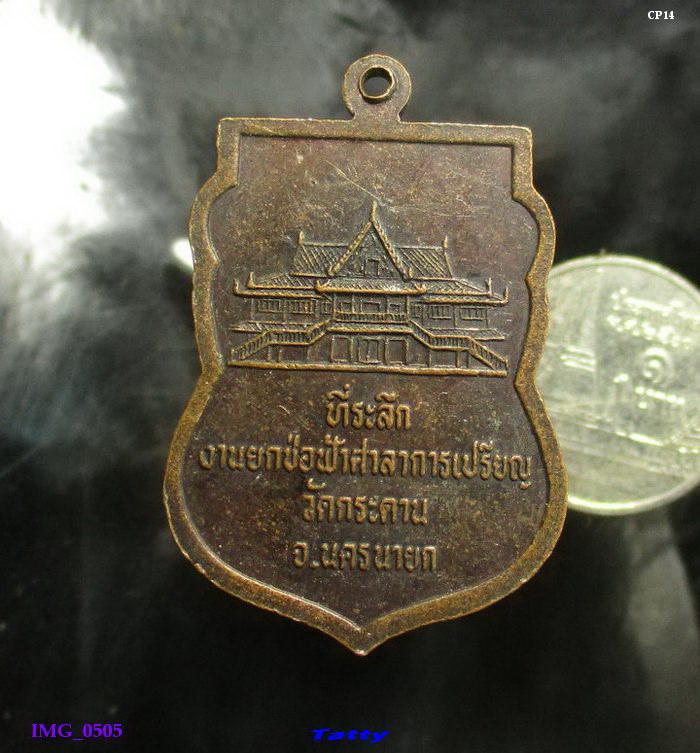 CP14
ที่ระลึก
งานยกช่อฟ้าศาลาการเปรียญ
วัดกระดาน
อ.นครนายก
IMG_0505
Tatty